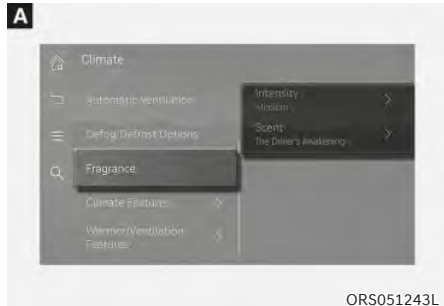 A
Climate
Automatic Ventilation
Defog/Defrost Options
Fragrance
Climate Features
Warmer/Ventilation
Features
Intensity
Medium
Scent
The Driver's Awakening
ORS051243L